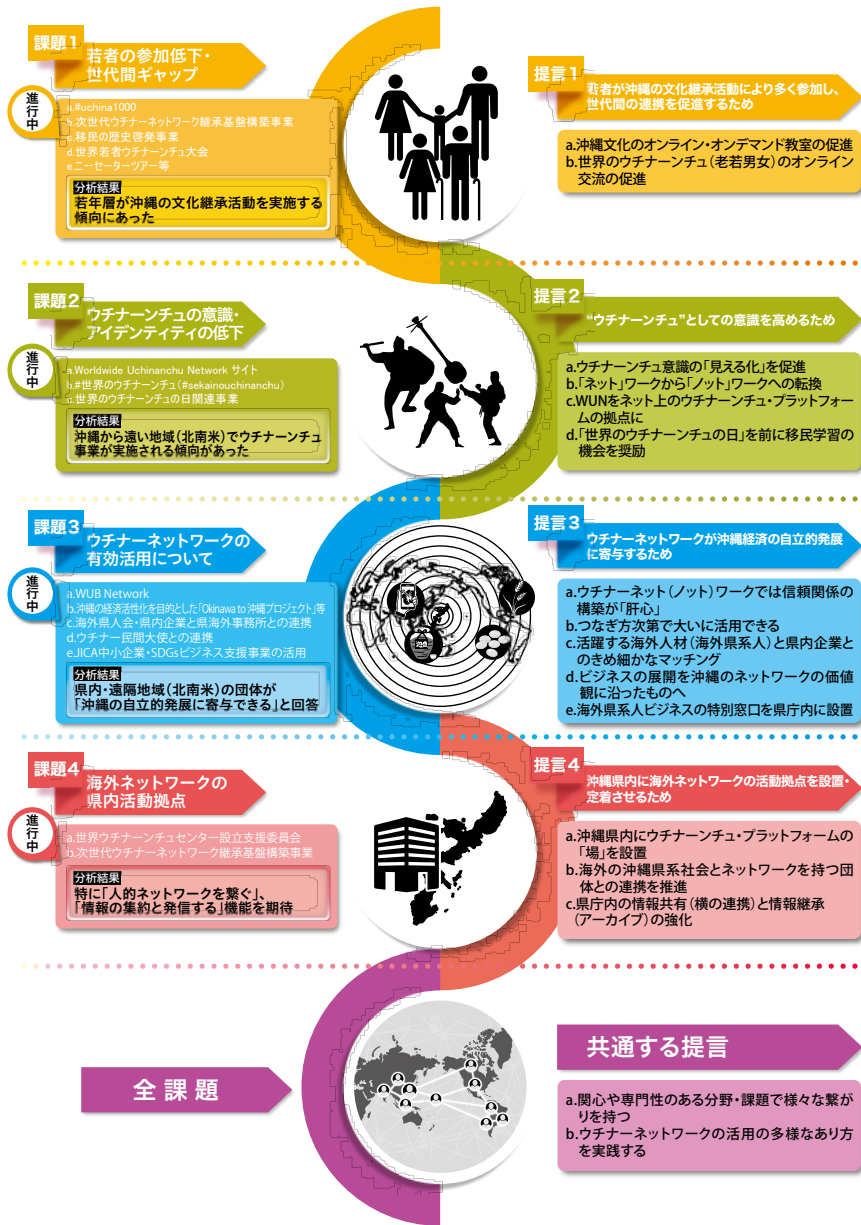 課題1
若者の参加低下・
世代間ギャップ
進行中
a.#uchina1000
b.次世代ウチナーネットワーク継承基盤構築事業
c.移民の歴史啓発事業
d.世界若者ウチナーンチュ大会
e.ニーセーターツアー等
分析結果
若年層が沖縄の文化継承活動を実施する
傾向にあった
提言1
若者が沖縄の文化継承活動により多く参加し、
世代間の連携を促進するため
a.沖縄文化のオンライン・オンデマンド教室の促進
b.世界のウチナーンチュ(老若男女)のオンライン
交流の促進
課題2
ウチナーンチュの意識・
アイデンティティの低下
進行中
a.Worldwide Uchinanchu Network サイト
b.#世界のウチナーンチュ(#sekainouchinanchu)
c.世界のウチナーンチュの日関連事業
分析結果
沖縄から遠い地域(北南米)でウチナーンチュ
事業が実施される傾向があった
提言2
“ウチナーンチュ”としての意識を高めるため
a.ウチナーンチュ意識の「見える化」を促進
b.「ネット」ワークから「ノット」ワークへの転換
c.WUNをネット上のウチナーンチュ・プラットフォー
ムの拠点に
d.「世界のウチナーンチュの日」を前に移民学習の
機会を奨励
課題3
ウチナーネットワークの
有効活用について
進行中
a.WUB Network
b.沖縄の経済活性化を目的とした「Okinawa to 沖縄プロジェクト」等
c.海外県人会・県内企業と県海外事務所との連携
d.ウチナー民間大使との連携
e.JICA中小企業・SDGsビジネス支援事業の活用
分析結果
県内・遠隔地域(北南米)の団体が
「沖縄の自立的発展に寄与できる」と回答
提言3
ウチナーネットワークが沖縄経済の自立的発展
に寄与するため
a.ウチナーネット(ノット)ワークでは信頼関係の
構築が「肝心」
b.つなぎ方次第で大いに活用できる
c.活躍する海外人材(海外県系人)と県内企業と
のきめ細かなマッチング
d.ビジネスの展開を沖縄のネットワークの価値
観に沿ったものへ
e.海外県系人ビジネスの特別窓口を県庁内に設置
課題4
海外ネットワークの
県内活動拠点
進行中
a.世界ウチナーンチュセンター設立支援委員会
b.次世代ウチナーネットワーク継承基盤構築事業
分析結果
特に「人的ネットワークを繋ぐ」、
「情報の集約と発信する」機能を期待
提言4
沖縄県内に海外ネットワークの活動拠点を設置・
定着させるため
a.沖縄県内にウチナーンチュ・プラットフォームの
「場」を設置
b.海外の沖縄県系社会とネットワークを持つ団
体との連携を推進
c.県庁内の情報共有(横の連携)と情報継承
(アーカイブ)の強化
全課題
共通する提言
a.関心や専門性のある分野・課題で様々な繋が
りを持つ
b.ウチナーネットワークの活用の多様なあり方
を実践する